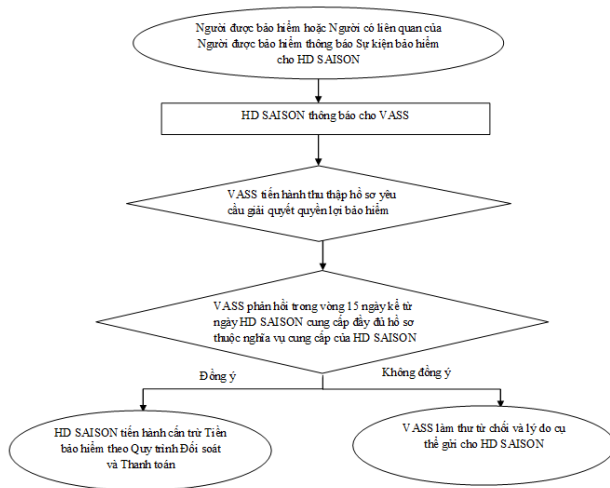 Người được bảo hiểm hoặc Người có liên quan của
Người được bảo hiểm thông báo Sự kiện bảo hiểm
cho HD SAISON
HD SAISON thông báo cho VASS
VASS tiến hành thu thập hồ sơ yêu
cầu giải quyết quyền lợi bảo hiểm
VASS phản hồi trong vòng 15 ngày kể từ
ngày HD SAISON cung cấp đầy đủ hồ sơ
thuộc nghĩa vụ cung cấp của HD SAISON
Đồng ý
Không đồng ý
HD SAISON tiến hành cấn trừ Tiền
bảo hiểm theo Quy trình Đối soát
và Thanh toán
VASS làm thư từ chối và lý do cụ
thể gửi cho HD SAISON